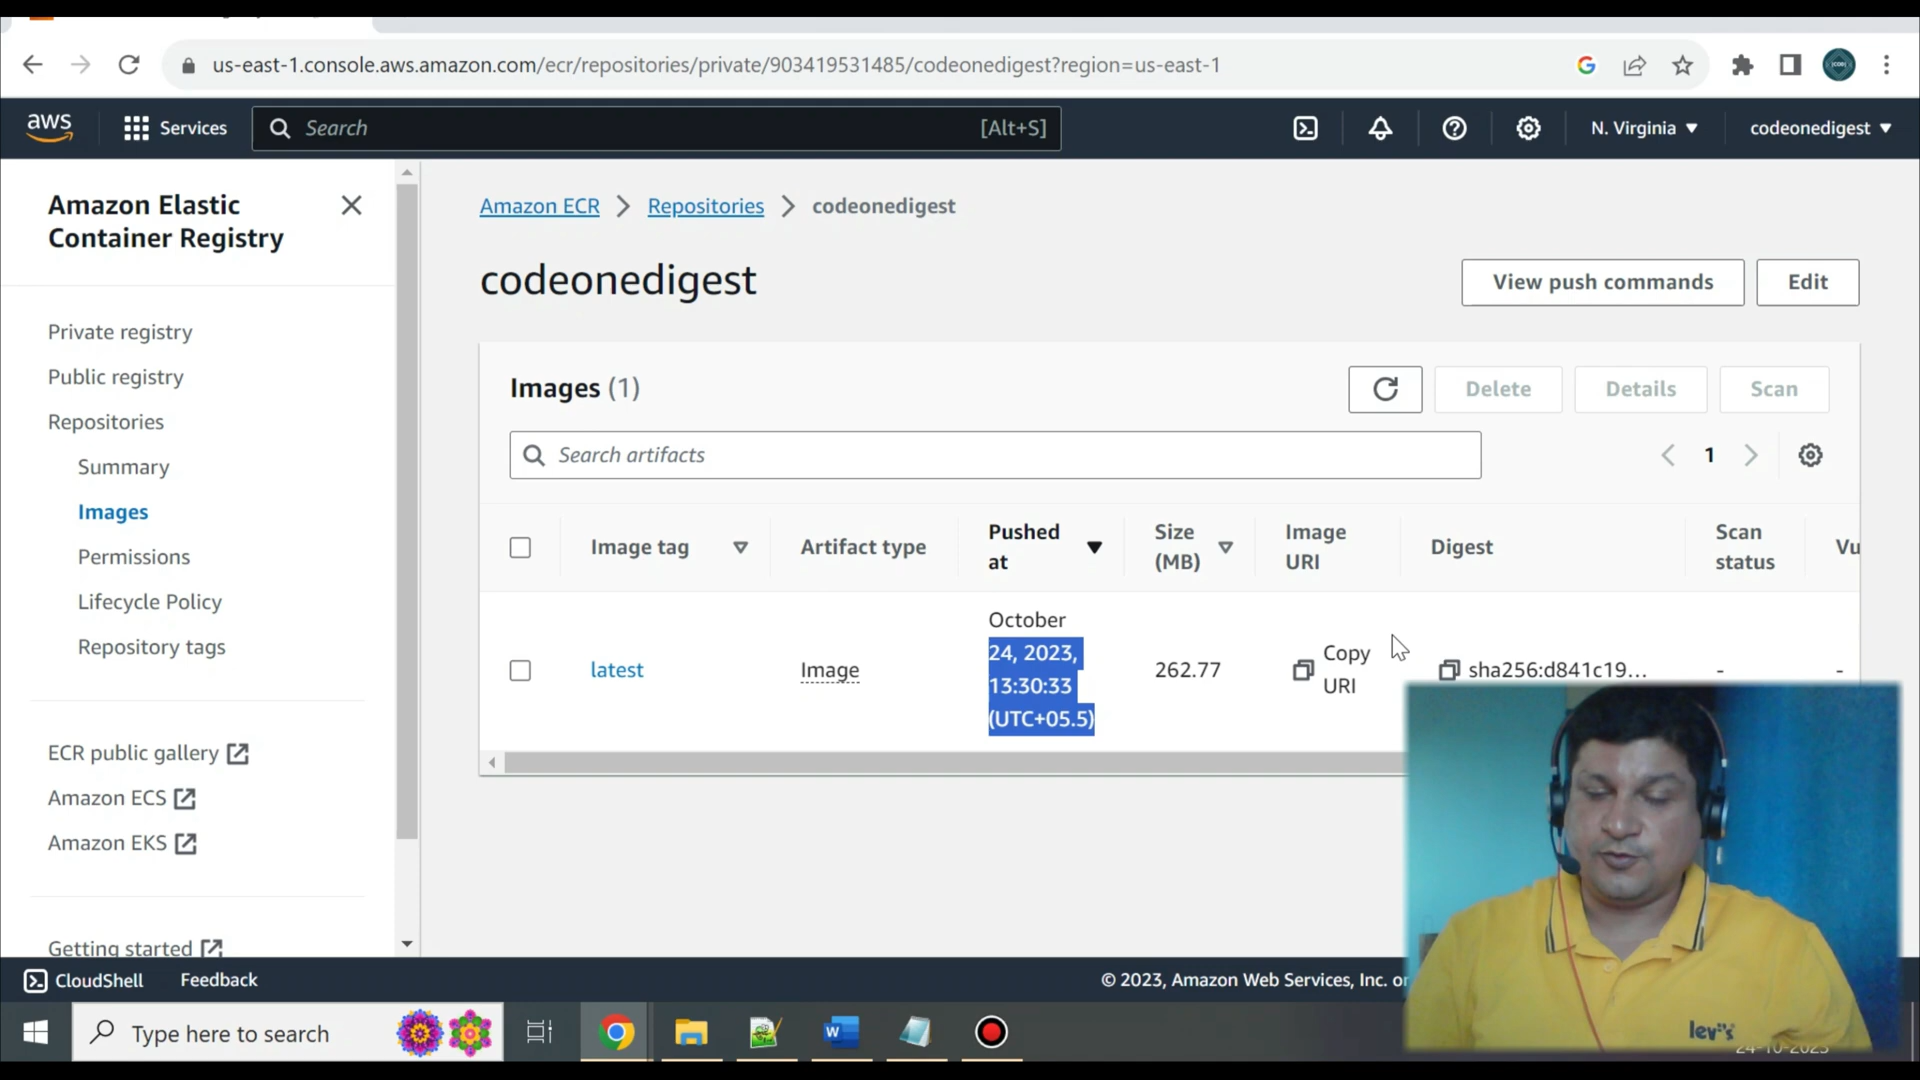 us-east-1.console.aws.amazon.com/ecr/repositories/private/903419531485/codeonedigest?region=us-east-1
aws
Services
Search
[Alt+S]
N. Virginia
codeonedigest
Amazon Elastic
Container Registry
Private registry
Public registry
Repositories
Summary
Images
Permissions
Lifecycle Policy
Repository tags
ECR public gallery
Amazon ECS
Amazon EKS
Getting started
Amazon ECR
Repositories
codeonedigest
codeonedigest
View push commands
Edit
Images (1)
Delete
Details
Scan
Search artifacts
1
Image tag
Artifact type
Pushed
at
Size
(MB)
Image
URI
Digest
Scan
status
Vu
latest
Image
October
24, 2023,
13:30:33
(UTC+05.5)
262.77
Copy
URI
sha256:d841c19...
-
-
CloudShell
Feedback
© 2023, Amazon Web Services, Inc. or
Type here to search
levi's
24-10-2023